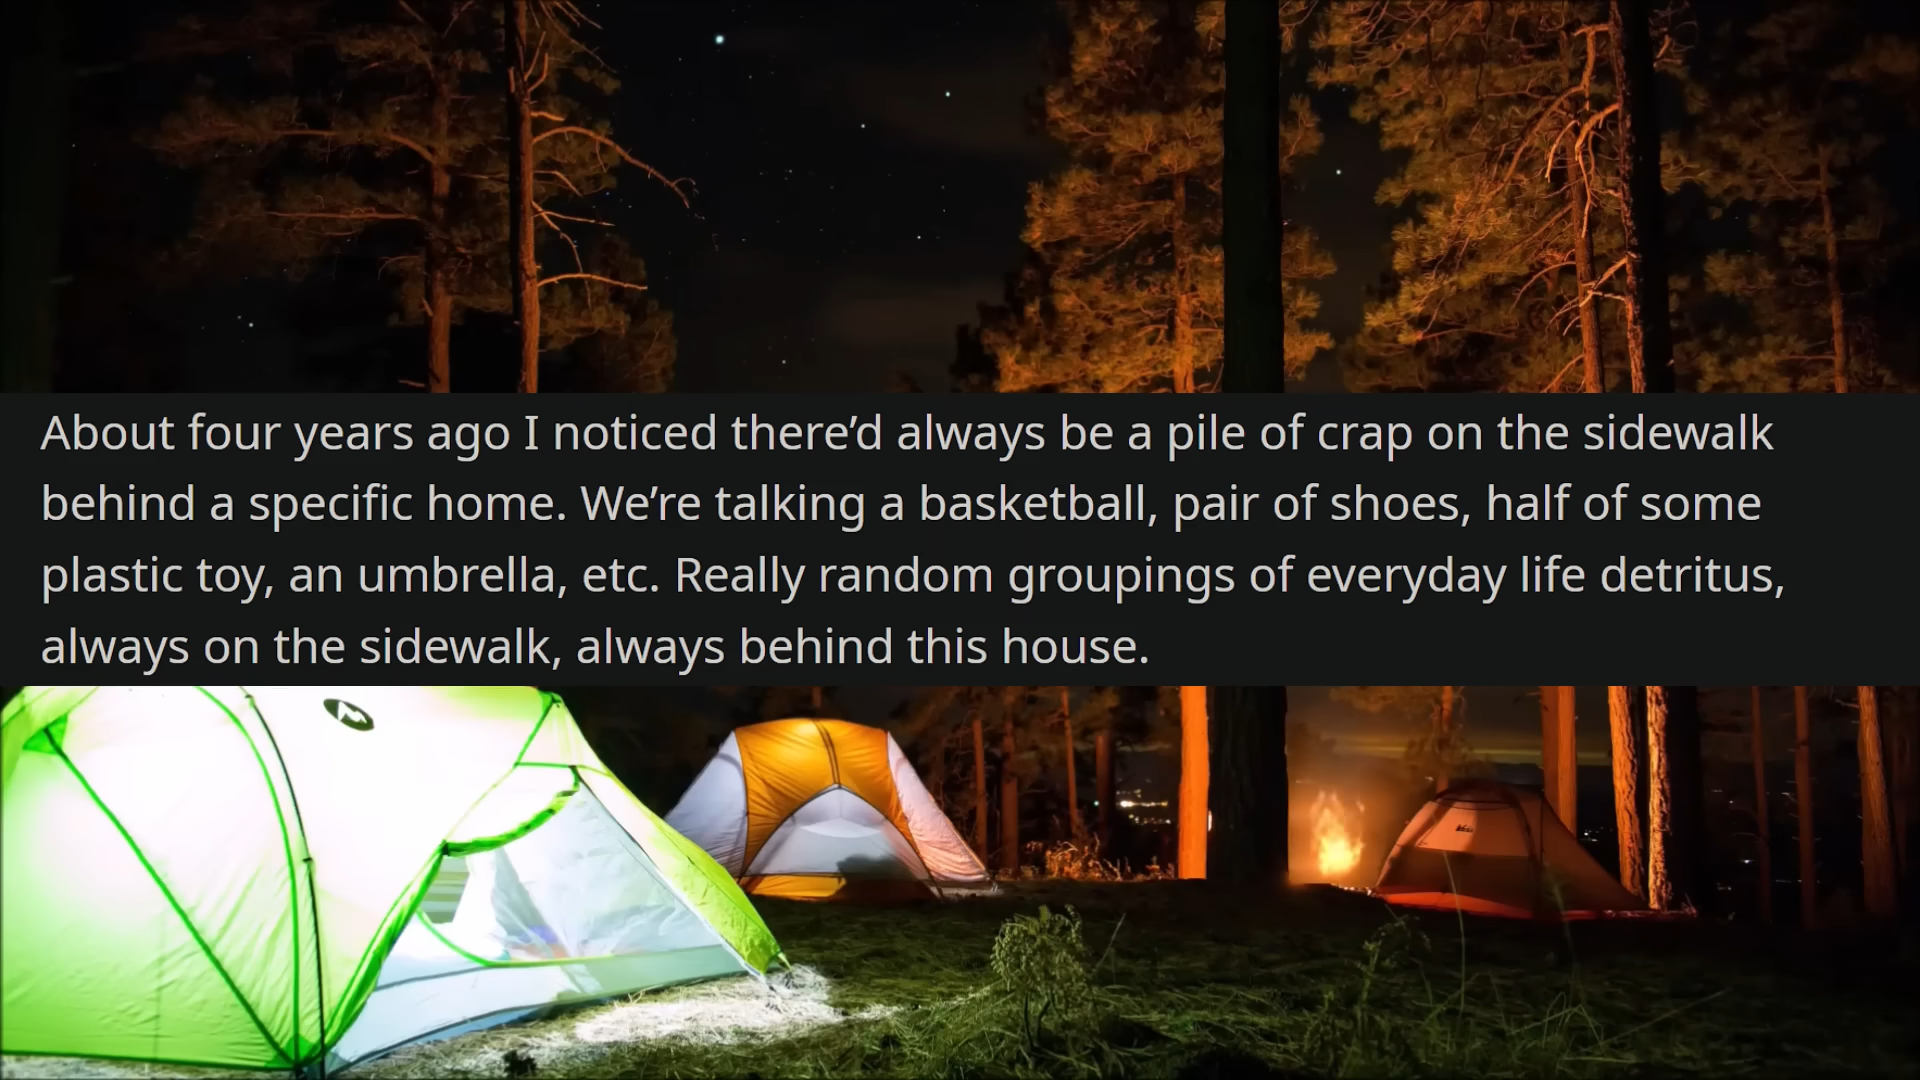 About four years ago I noticed there’d always be a pile of crap on the sidewalk
behind a specific home. We’re talking a basketball, pair of shoes, half of some
plastic toy, an umbrella, etc. Really random groupings of everyday life detritus,
always on the sidewalk, always behind this house.